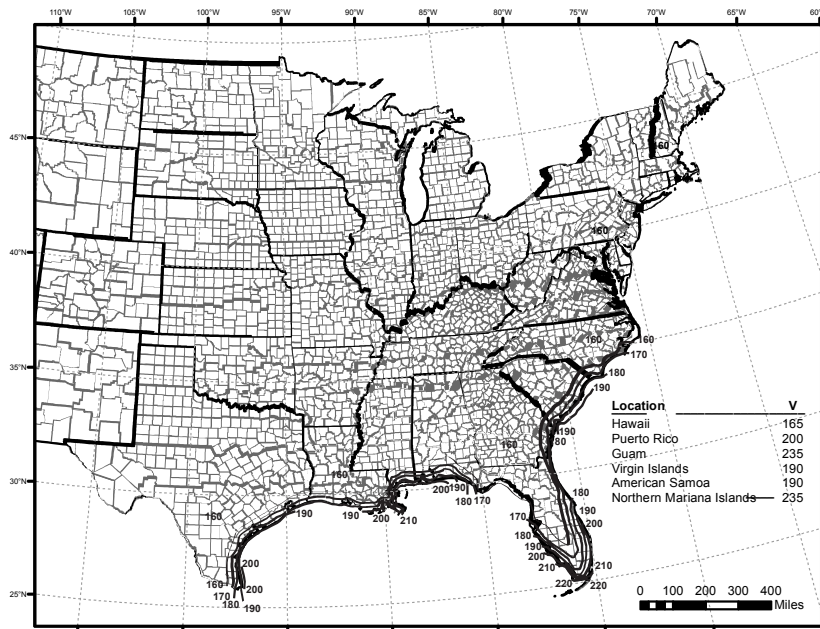 110°W 105°W 100°W 95°W 90°W 85°W 80°W 75°W 70°W 65°W 60°W
45°N
160
40°N
160
35°N
160
160
170
180
190
Location V
Hawaii 165
Puerto Rico 200
Guam 235
Virgin Islands 190
American Samoa 190
Northern Mariana Islands 235
190
80
160
160
30°N
200 190
180 170
180
190
200
160
190
190
200
210
170
180
190
200
210
220
210
220
200
160
170
180
200
190
25°N
0 100 200 300 400
Miles